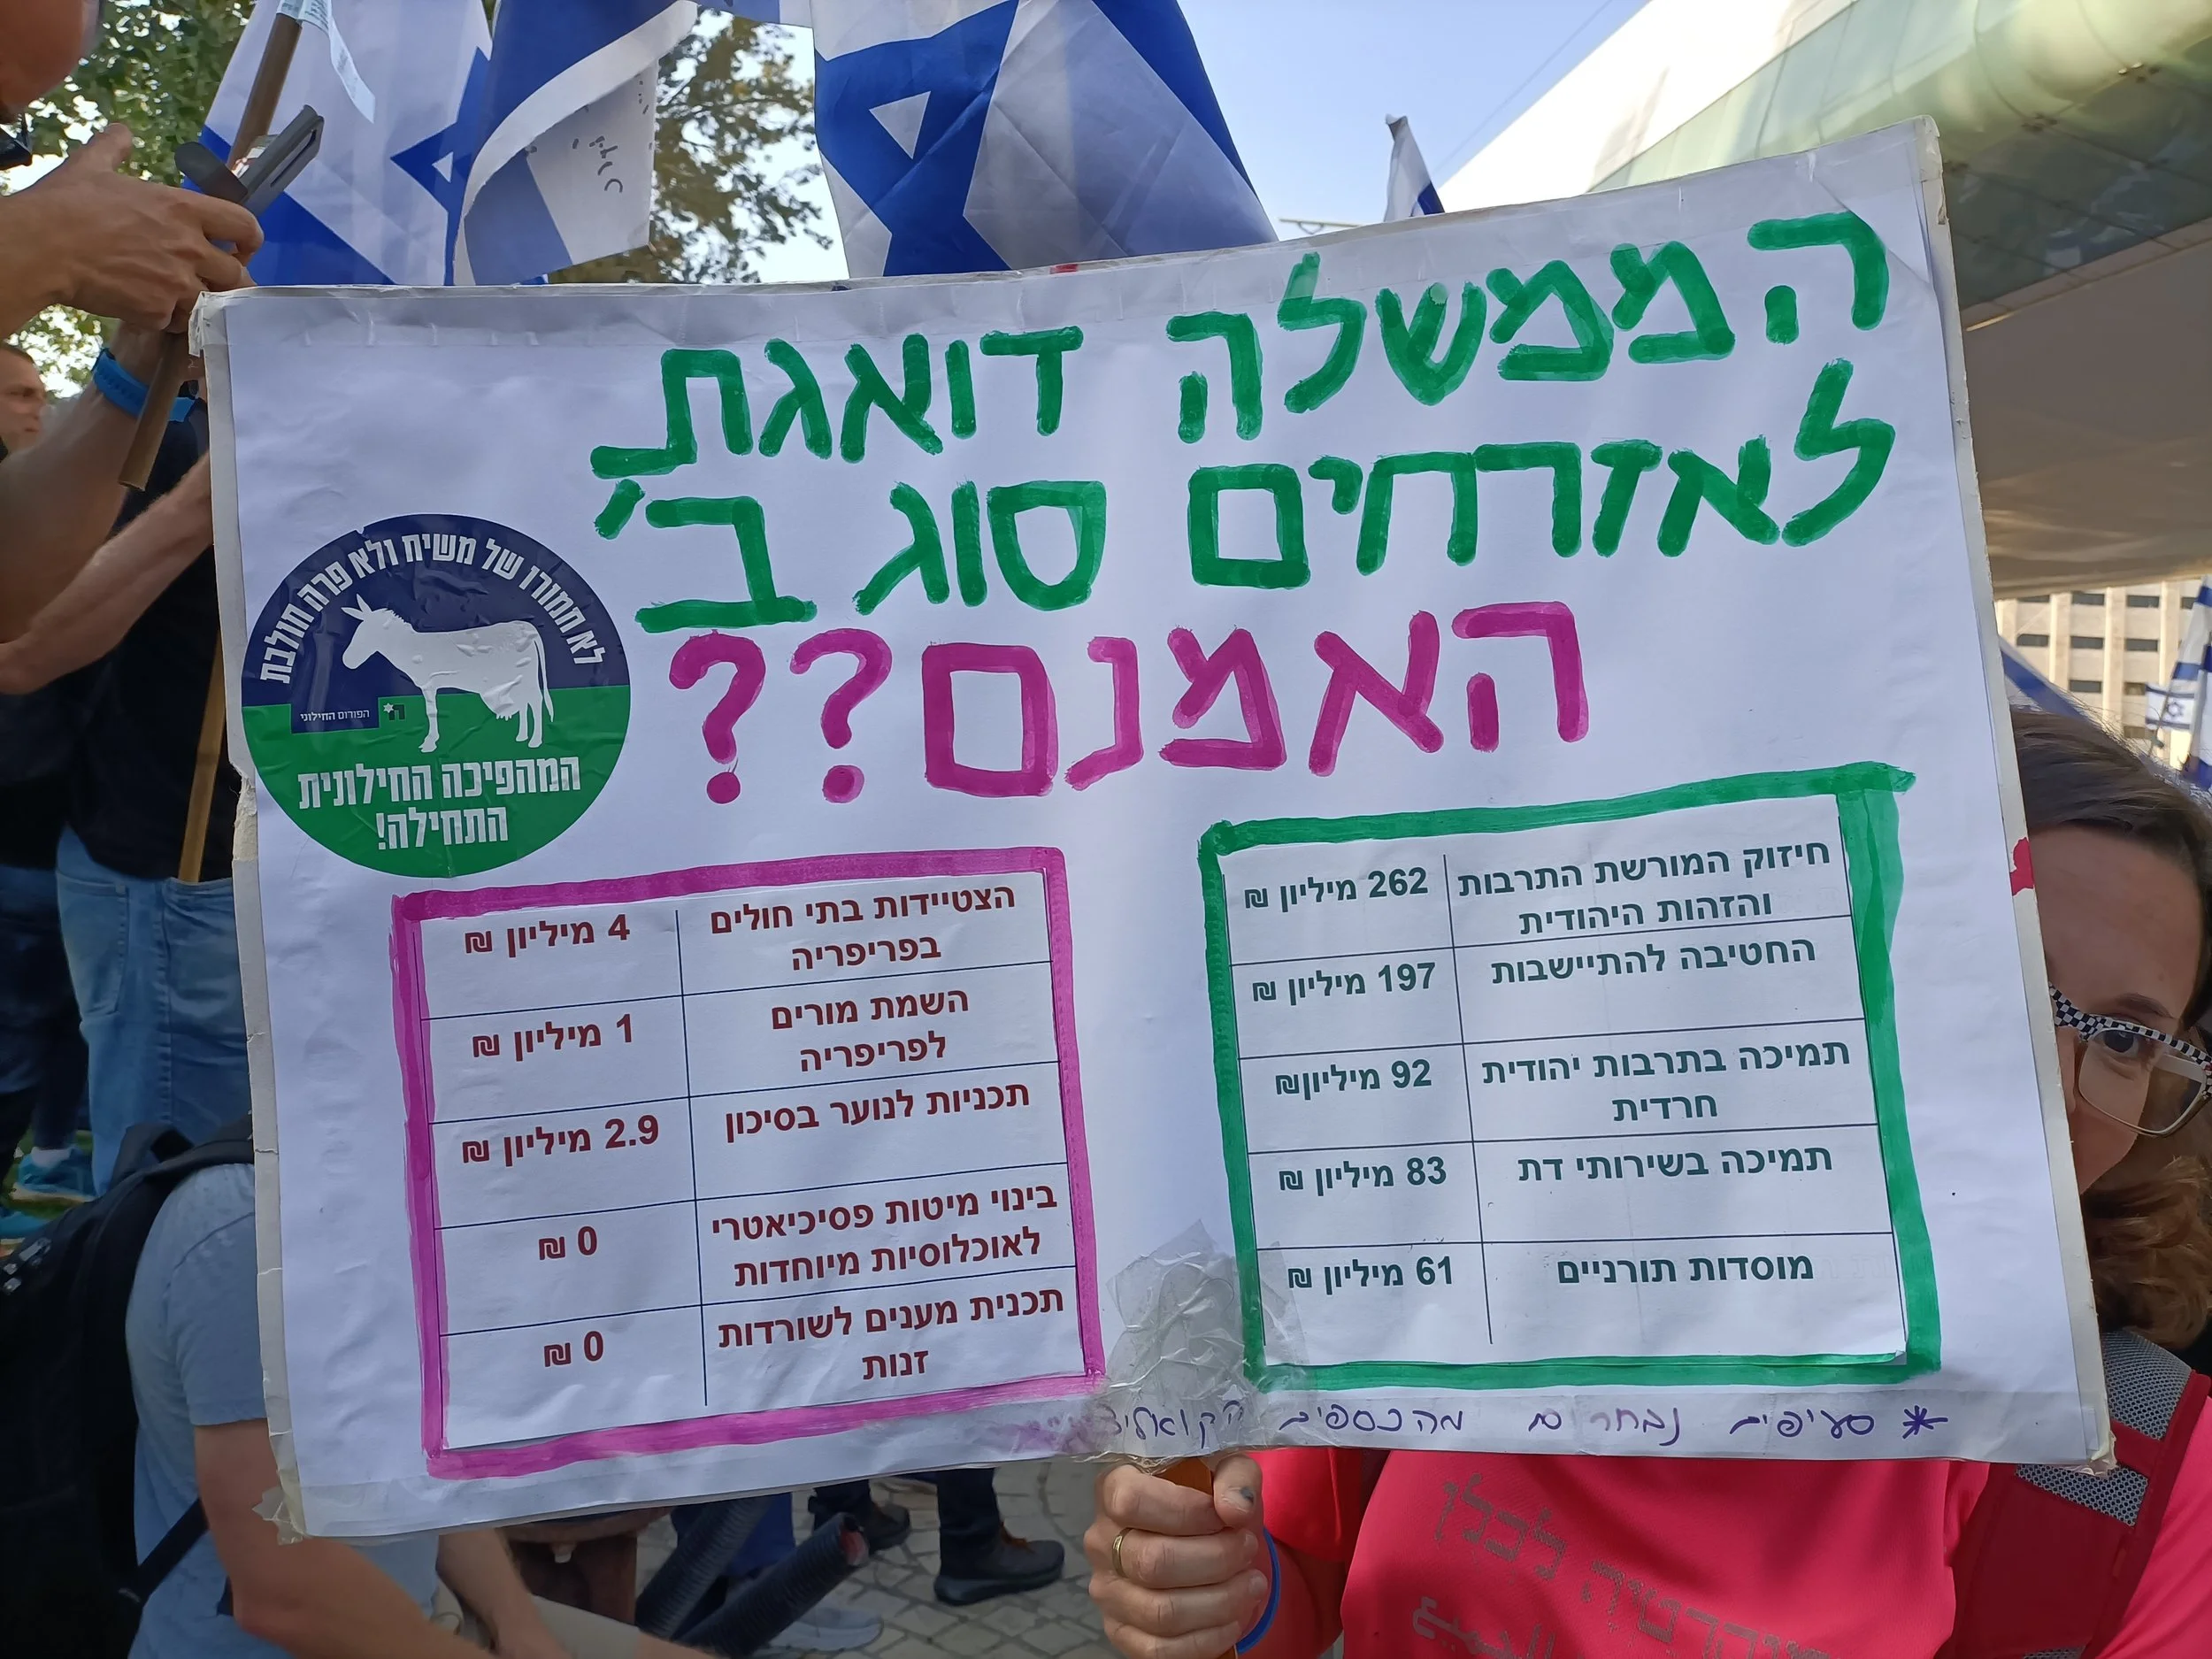 הממשלה דואגת
לאזרחים סוג ב'
האמנם??
לא חמורו של משיח ולא פרה חולבת
הפורום החילוני
המהפיכה החילונית
התחילה!
חיזוק המורשת התרבות
והזהות היהודית
262 מיליון ₪
החטיבה להתיישבות
197 מיליון ₪
תמיכה בתרבות יהודית
חרדית
92 מיליון₪
תמיכה בשירותי דת
83 מיליון ₪
מוסדות תורניים
61 מיליון ₪
הצטיידות בתי חולים
בפריפריה
4 מיליון ₪
השמת מורים
לפריפריה
1 מיליון ₪
תכניות לנוער בסיכון
2.9 מיליון ₪
בינוי מיטות פסיכיאטרי
לאוכלוסיות מיוחדות
0 ₪
תכנית מענים לשורדות
זנות
0 ₪
* סעיפים נבחרים מהכספים